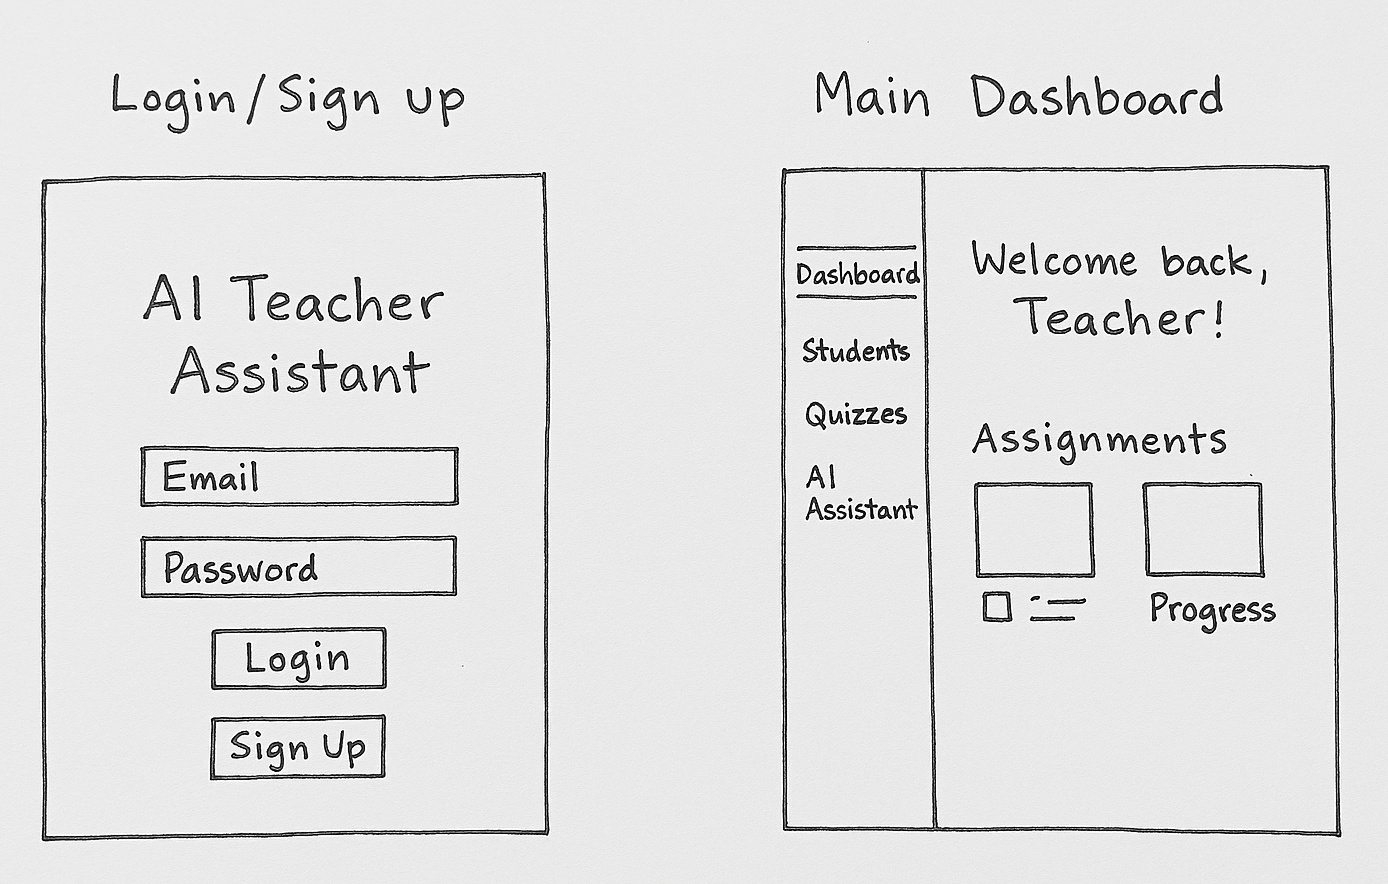 Login/Sign up
AI Teacher
Assistant
Email
Password
Login
Sign Up
Main Dashboard
Dashboard
Students
Quizzes
AI
Assistant
Welcome back,
Teacher!
Assignments
Progress